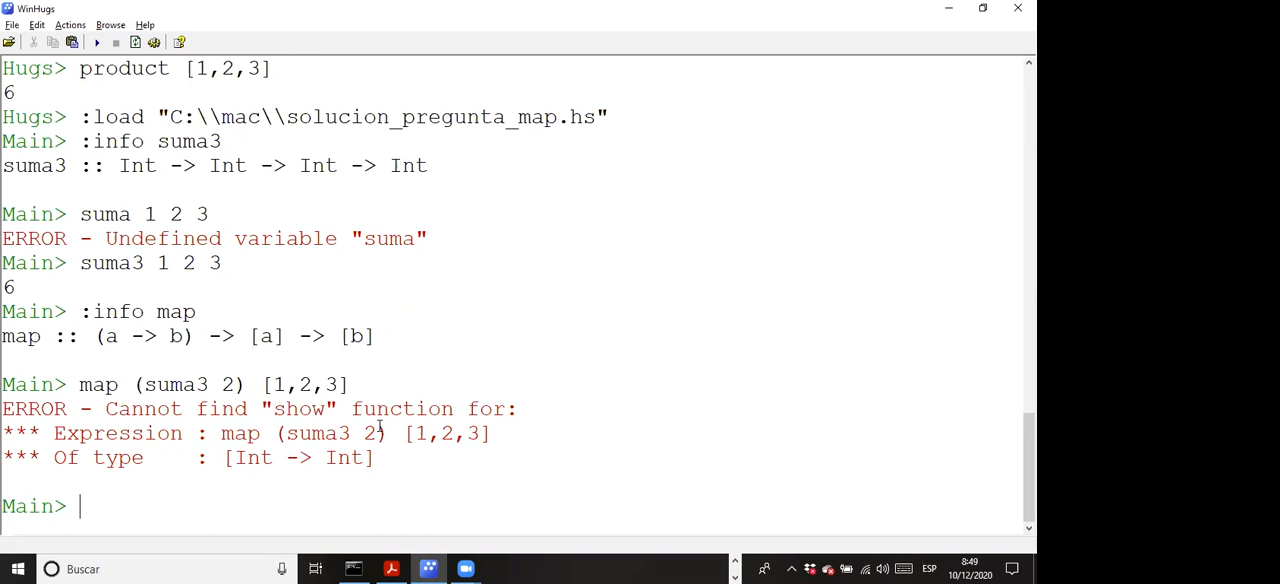 WinHugs
File Edit Actions Browse Help
Hugs> product [1,2,3]
6
Hugs> :load "C:\\mac\\solucion_pregunta_map.hs"
Main> :info suma3
suma3 :: Int -> Int -> Int -> Int
Main> suma 1 2 3
ERROR - Undefined variable "suma"
Main> suma3 1 2 3
6
Main> :info map
map :: (a -> b) -> [a] -> [b]
Main> map (suma3 2) [1,2,3]
ERROR - Cannot find "show" function for:
*** Expression : map (suma3 2) [1,2,3]
*** Of type : [Int -> Int]
Main>
Buscar
ESP
8:49
10/12/2020